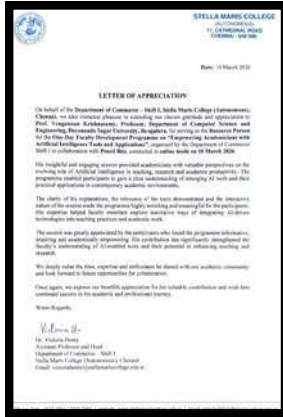 STELLA MARIS COLLEGE
(AUTONOMOUS)
17, CATHEDRAL ROAD
CHENNAI - 600 086
Date: 10 March 2026
LETTER OF APPRECIATION
On behalf of the Department of Commerce – Shift I, Stella Maris College (Autonomous),
Chennai, we take immense pleasure in extending our sincere gratitude and appreciation to
Prof. Vengatesan Krishnasamy, Professor, Department of Computer Science and
Engineering, Dayananda Sagar University, Bengaluru, for serving as the Resource Person
for the One-Day Faculty Development Programme on "Empowering Academicians with
Artificial Intelligence Tools and Applications", organised by the Department of Commerce
Shift I in collaboration with conducted in online mode on 10 March 2026.
His insightful and engaging session provided academicians with valuable perspectives on the
evolving role of Artificial Intelligence in teaching, research and academic productivity. The
programme enabled participants to gain a clear understanding of emerging AI tools and their
practical applications in contemporary academic environments.
The clarity of his explanations, the relevance of the tools demonstrated and the interactive
nature of the session made the programme highly enriching and meaningful for the participants.
His expertise helped faculty members explore innovative ways of integrating AI-driven
technologies into teaching practices and academic work.
The session was greatly appreciated by the participants who found the programme informative,
inspiring and academically empowering. His contribution has significantly strengthened the
faculty's understanding of AI-enabled tools and their potential in enhancing teaching and
research.
We deeply value the time, expertise and enthusiasm he shared with our academic community
and look forward to future opportunities for collaboration.
Once again, we express our heartfelt appreciation for his valuable contribution and wish him
continued success in his academic and professional journey.
Warm Regards,
Dr. Victoria Henry
Assistant Professor and Head
Department of Commerce – Shift I
Stella Maris College (Autonomous), Chennai